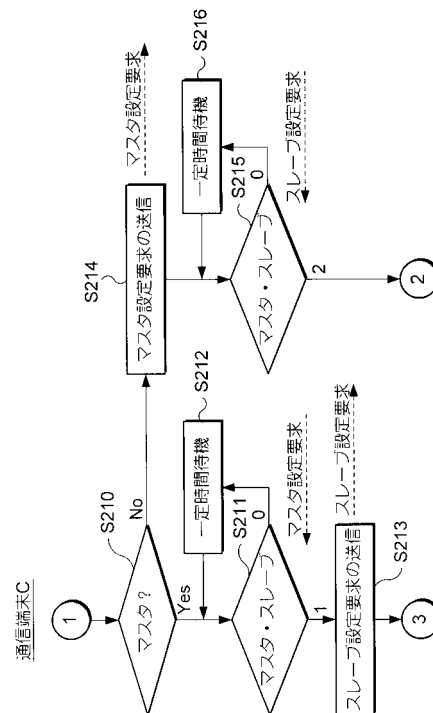 通信端末C
1
S210
マスタ?
No
Yes
S212
一定時間待機
S211
マスタ・スレーブ
0
1
マスタ設定要求
スレーブ設定要求の送信
スレーブ設定要求
S213
3
S214
マスタ設定要求の送信
マスタ設定要求
S216
一定時間待機
S215
マスタ・スレーブ
0
2
スレーブ設定要求
2